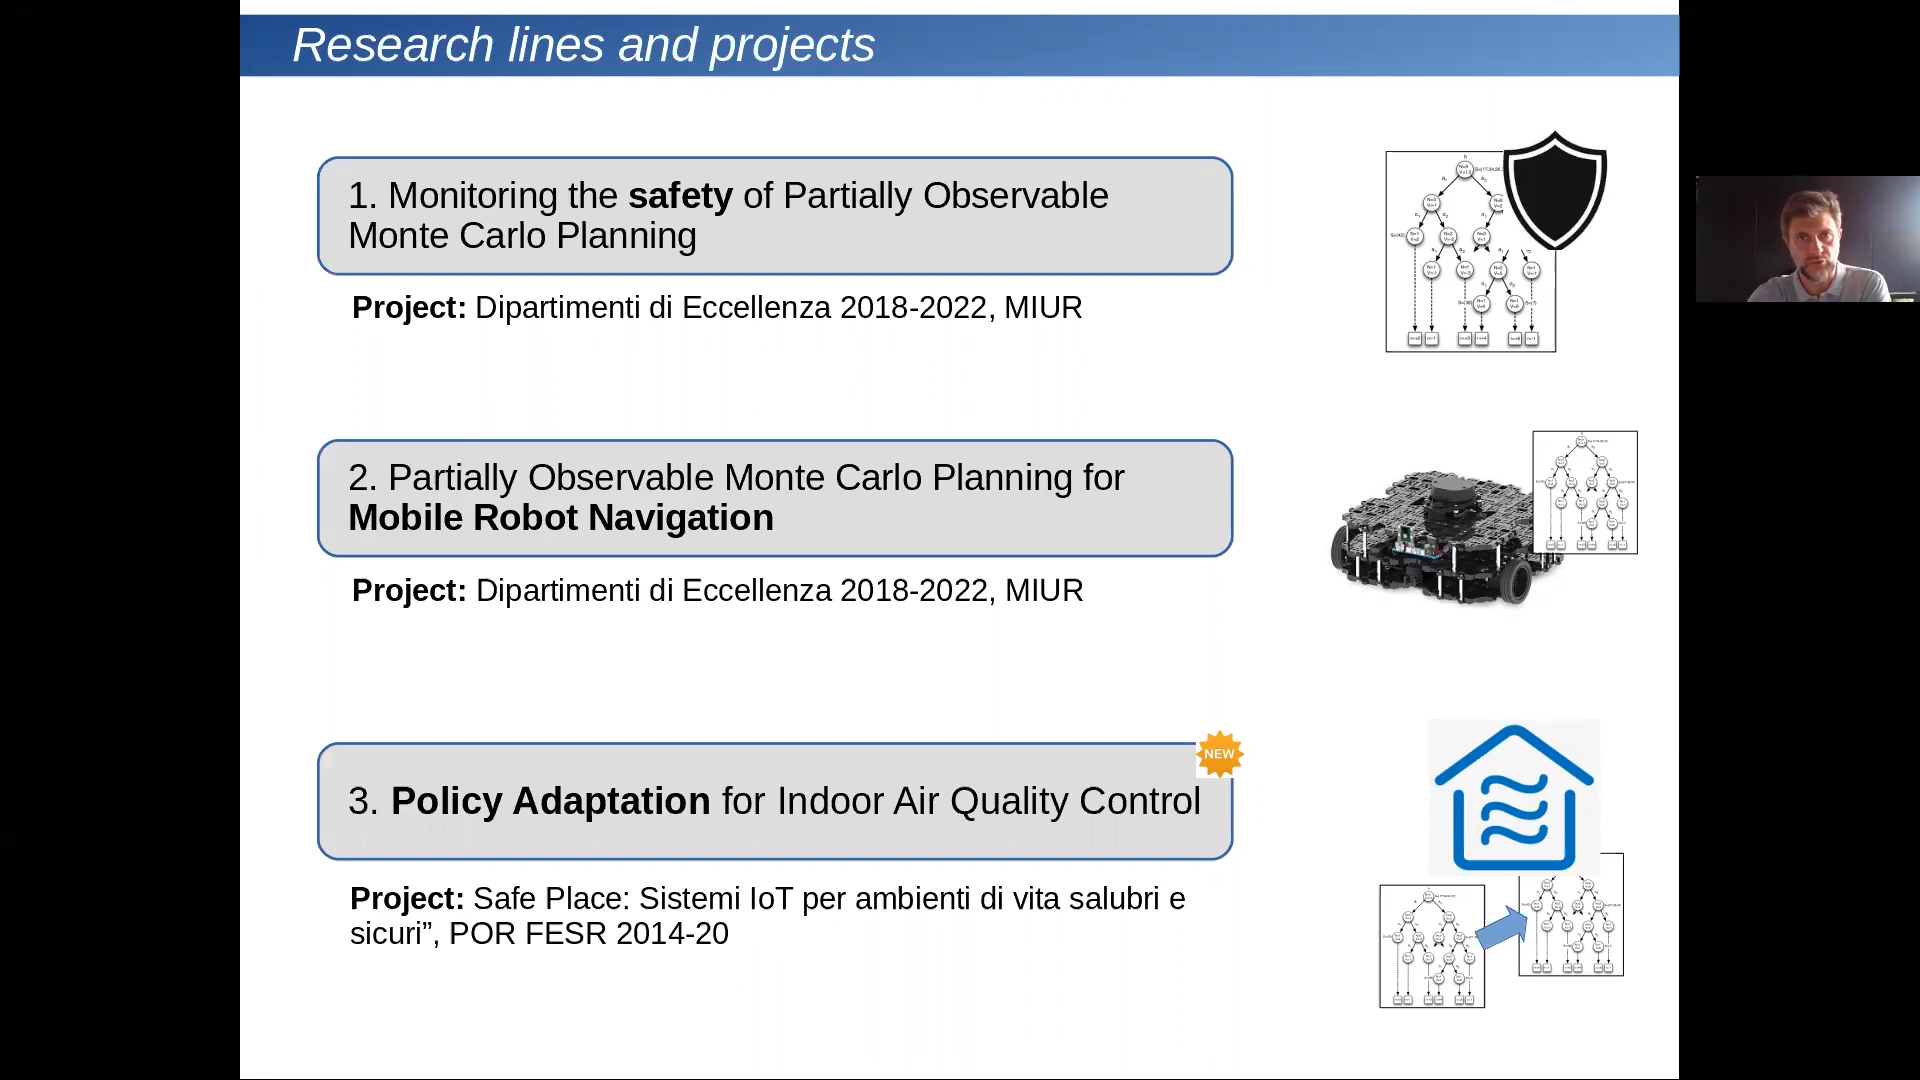 Research lines and projects
1. Monitoring the safety of Partially Observable
Monte Carlo Planning
Project: Dipartimenti di Eccellenza 2018-2022, MIUR
2. Partially Observable Monte Carlo Planning for
Mobile Robot Navigation
Project: Dipartimenti di Eccellenza 2018-2022, MIUR
NEW
3. Policy Adaptation for Indoor Air Quality Control
Project: Safe Place: Sistemi IoT per ambienti di vita salubri e
sicuri”, POR FESR 2014-20